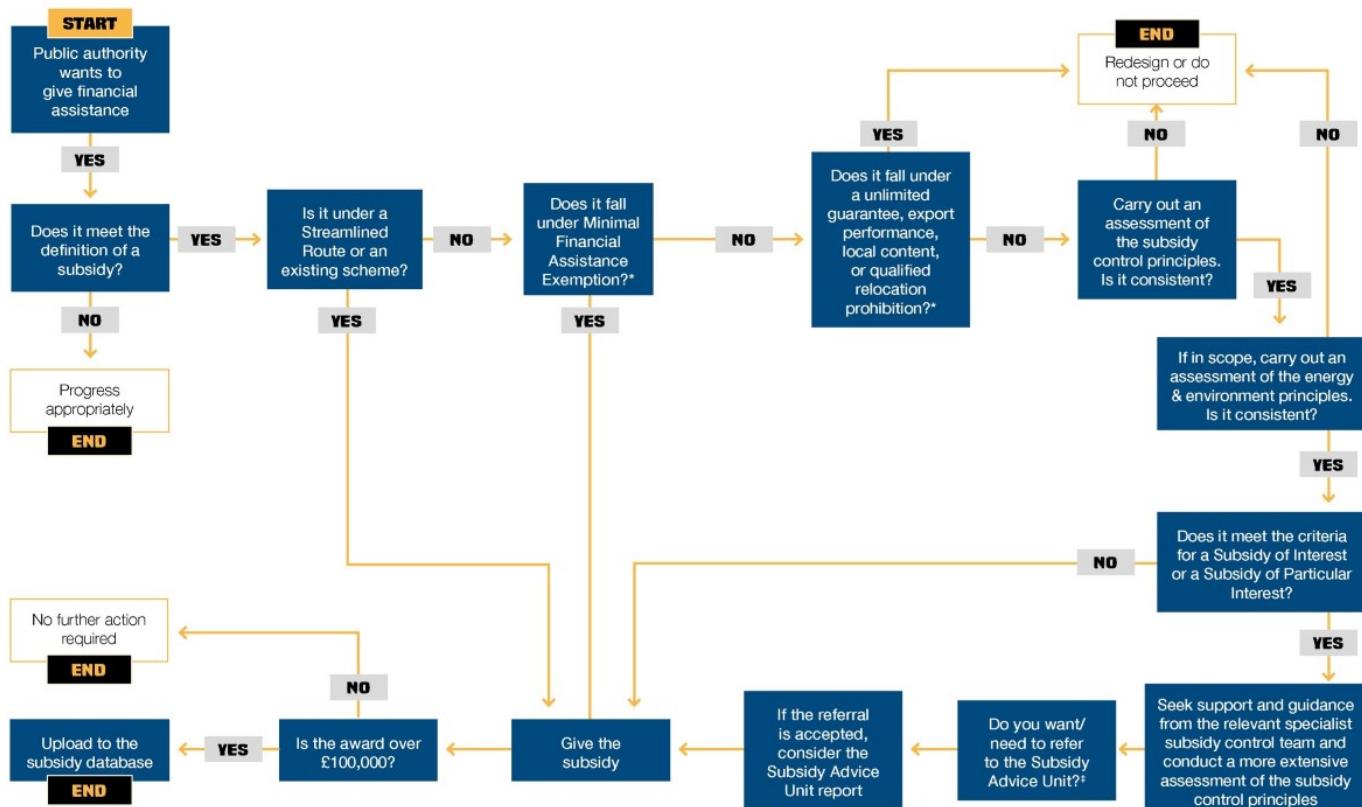 START
Public authority
wants to
give financial
assistance
YES
Does it meet the
definition of a
subsidy?
YES
NO
Progress
appropriately
END
Is it under a
Streamlined
Route or an
existing scheme?
NO
YES
Does it fall
under Minimal
Financial
Assistance
Exemption?*
NO
YES
Does it fall under
a unlimited
guarantee, export
performance,
local content,
or qualified
relocation
prohibition?*
YES
NO
END
Redesign or do
not proceed
NO
NO
Carry out an
assessment of
the subsidy
control principles.
Is it consistent?
YES
If in scope, carry out an
assessment of the energy
& environment principles.
Is it consistent?
YES
Does it meet the criteria
for a Subsidy of Interest
or a Subsidy of Particular
Interest?
NO
YES
Seek support and guidance
from the relevant specialist
subsidy control team and
conduct a more extensive
assessment of the subsidy
control principles
Do you want/
need to refer
to the Subsidy
Advice Unit?‡
If the referral
is accepted,
consider the
Subsidy Advice
Unit report
Give the
subsidy
Is the award over
£100,000?
NO
No further action
required
END
YES
Upload to the
subsidy database
END